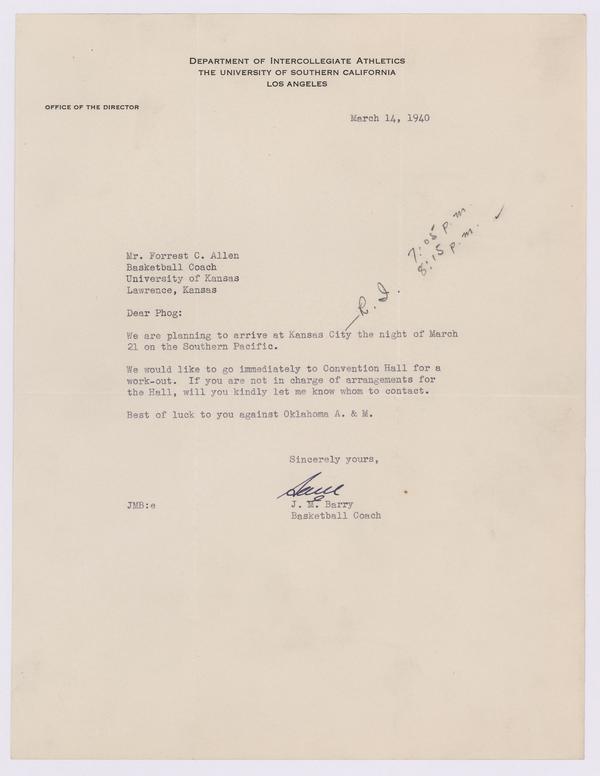 DEPARTMENT OF INTERCOLLEGIATE ATHLETICS
THE UNIVERSITY OF SOUTHERN CALIFORNIA
LOS ANGELES
OFFICE OF THE DIRECTOR
March 14, 1940
7:05 p.m.
8:15 p.m.
R. I.
Mr. Forrest C. Allen
Basketball Coach
University of Kansas
Lawrence, Kansas
Dear Phog:
We are planning to arrive at Kansas City the night of March
21 on the Southern Pacific.
We would like to go immediately to Convention Hall for a
work-out. If you are not in charge of arrangements for
the Hall, will you kindly let me know whom to contact.
Best of luck to you against Oklahoma A. & M.
Sincerely yours,
Sam
JMB:e
J. M. Barry
Basketball Coach